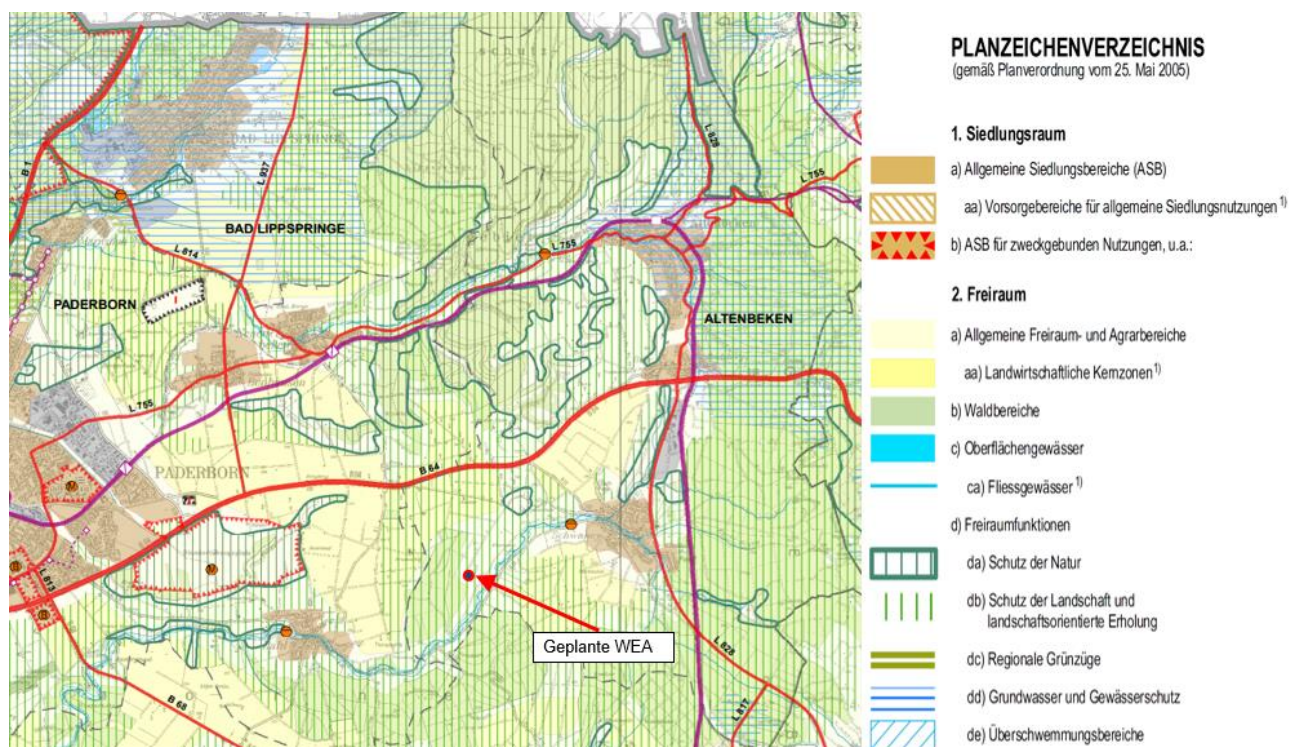 B 1
L 937
L 828
L 755
BAD LIPPSPRINGE
L 755
L 814
PADERBORN
ALTENBEKEN
L 755
B 64
PADERBORN
L 813
Geplante WEA
L 828
B 68
L 817
PLANZEICHENVERZEICHNIS
(gemäß Planverordnung vom 25. Mai 2005)
1. Siedlungsraum
a) Allgemeine Siedlungsbereiche (ASB)
aa) Vorsorgebereiche für allgemeine Siedlungsnutzungen 1)
b) ASB für zweckgebunden Nutzungen, u.a.:
2. Freiraum
a) Allgemeine Freiraum- und Agrarbereiche
aa) Landwirtschaftliche Kernzonen 1)
b) Waldbereiche
c) Oberflächengewässer
ca) Fliessgewässer 1)
d) Freiraumfunktionen
da) Schutz der Natur
db) Schutz der Landschaft und
landschaftsorientierte Erholung
dc) Regionale Grünzüge
dd) Grundwasser und Gewässerschutz
de) Überschwemmungsbereiche